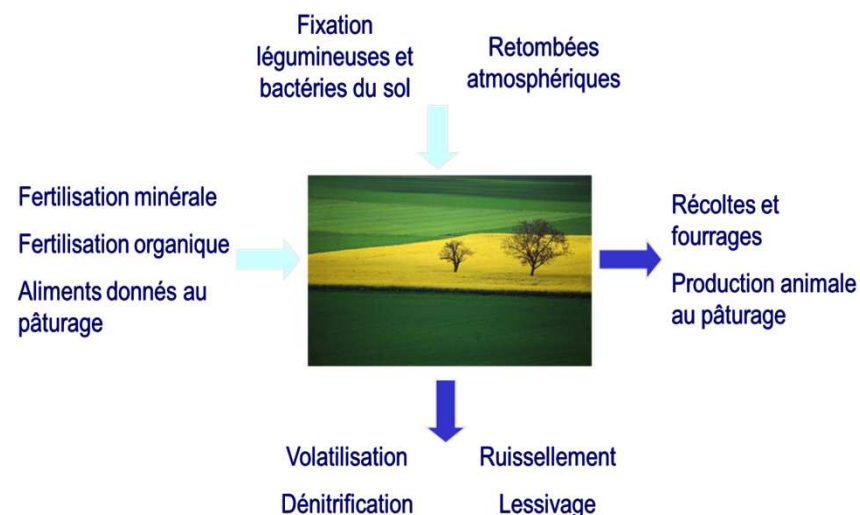 Fixation
légumineuses et
bactéries du sol
Retombées
atmosphériques
Fertilisation minérale
Fertilisation organique
Aliments donnés au
pâturage
Récoltes et
fourrages
Production animale
au pâturage
Volatilisation
Ruissellement
Dénitrification
Lessivage